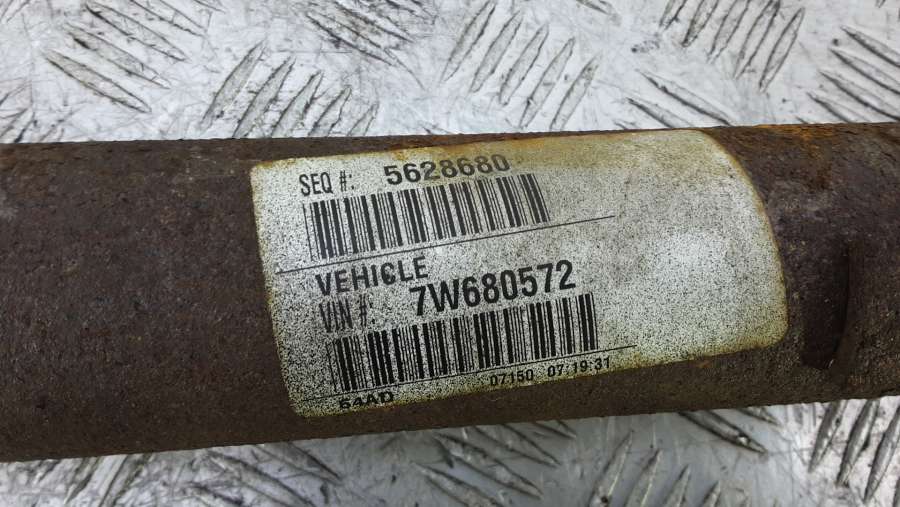 SEQ #: 5628680
VEHICLE
VIN #: 7W680572
64AD 07150 07:19:31